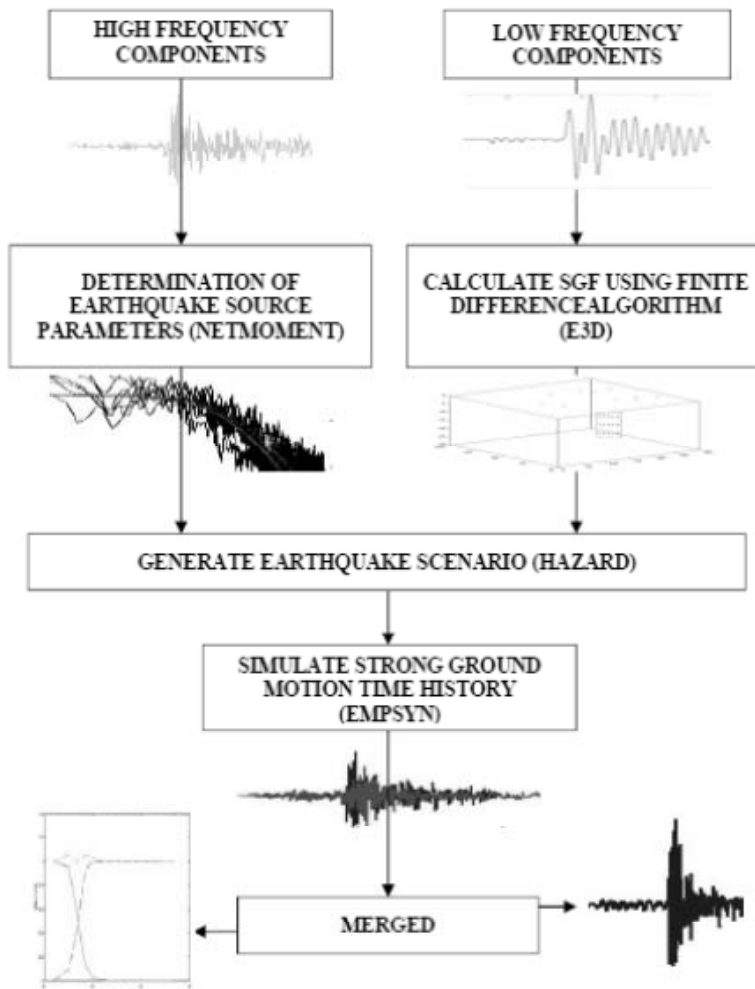 HIGH FREQUENCY
COMPONENTS
LOW FREQUENCY
COMPONENTS
DETERMINATION OF
EARTHQUAKE SOURCE
PARAMETERS (NETMOMENT)
CALCULATE SGF USING FINITE
DIFFERENCEALGORITHM
(E3D)
GENERATE EARTHQUAKE SCENARIO (HAZARD)
SIMULATE STRONG GROUND
MOTION TIME HISTORY
(EMPSYN)
MERGED